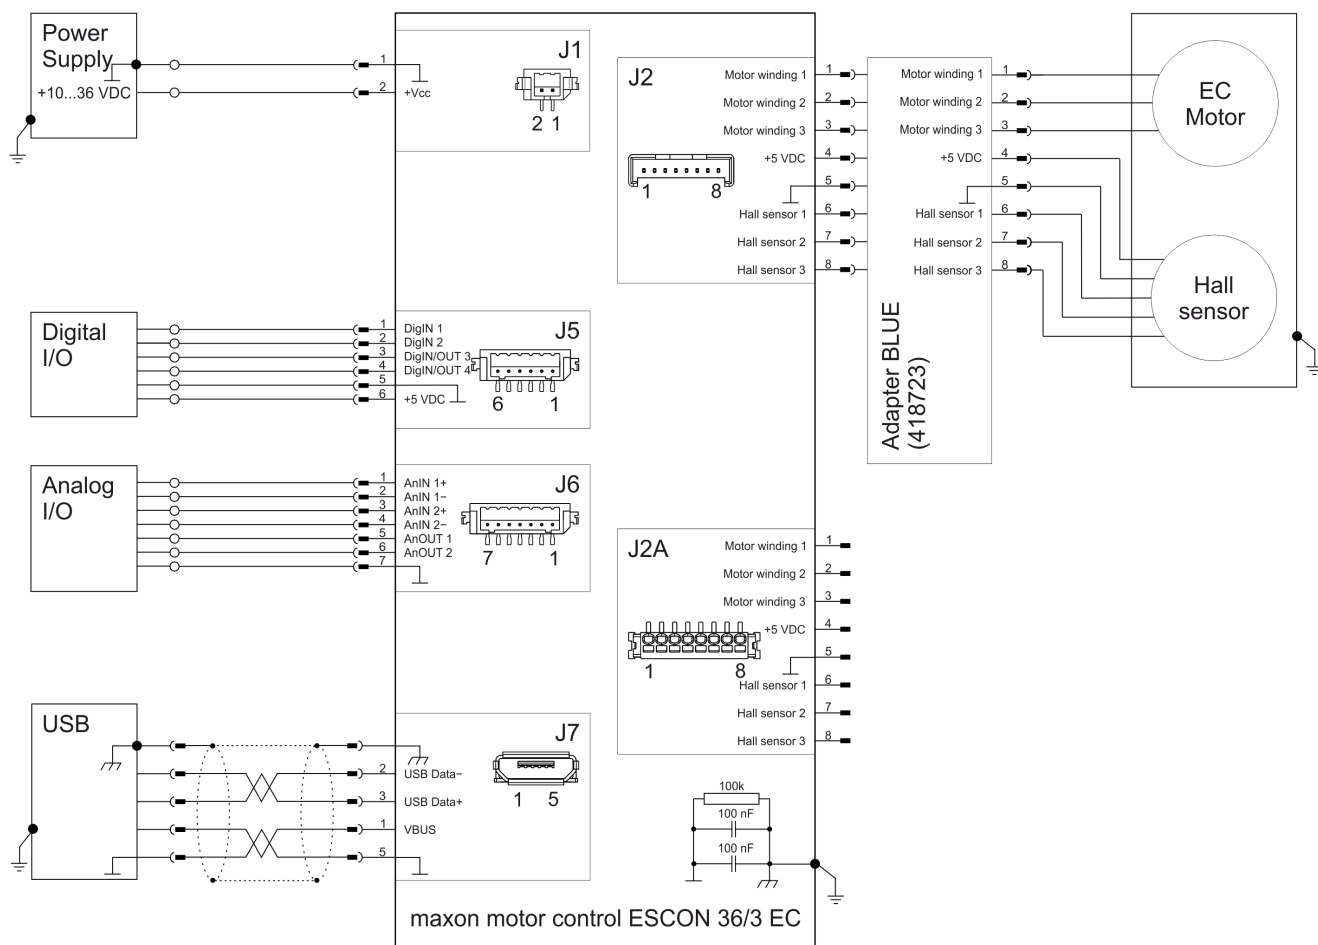 Power
Supply
+10...36 VDC
1
2
+Vcc
J1
2 1
Digital
I/O
1
2
3
4
5
6
DigIN 1
DigIN 2
DigIN/OUT 3
DigIN/OUT 4
+5 VDC
J5
6 1
Analog
I/O
1
2
3
4
5
6
7
AnIN 1+
AnIN 1−
AnIN 2+
AnIN 2−
AnOUT 1
AnOUT 2
J6
7 1
USB
2
3
1
5
USB Data−
USB Data+
VBUS
J7
1 5
J2
1 8
Motor winding 1 1
Motor winding 2 2
Motor winding 3 3
+5 VDC 4
5
Hall sensor 1 6
Hall sensor 2 7
Hall sensor 3 8
Motor winding 1 1
Motor winding 2 2
Motor winding 3 3
+5 VDC 4
5
Hall sensor 1 6
Hall sensor 2 7
Hall sensor 3 8
Adapter BLUE
(418723)
EC
Motor
Hall
sensor
J2A
1 8
Motor winding 1 1
Motor winding 2 2
Motor winding 3 3
+5 VDC 4
5
Hall sensor 1 6
Hall sensor 2 7
Hall sensor 3 8
100k
100 nF
100 nF
maxon motor control ESCON 36/3 EC